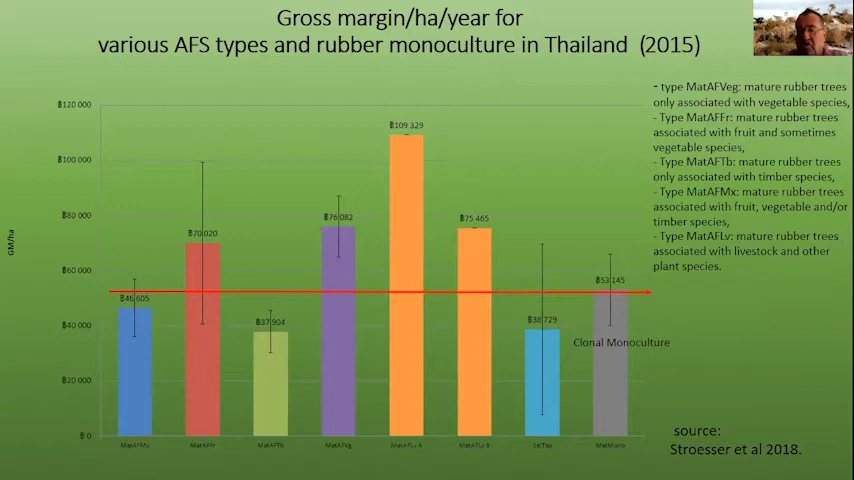 Gross margin/ha/year for
various AFS types and rubber monoculture in Thailand (2015)
- type MatAFVeg: mature rubber trees
only associated with vegetable species,
- Type MatAFFr: mature rubber trees
associated with fruit and sometimes
vegetable species,
- Type MatAFTb: mature rubber trees
only associated with timber species,
- Type MatAFMx: mature rubber trees
associated with fruit, vegetable and/or
timber species,
- Type MatAFLv: mature rubber trees
associated with livestock and other
plant species.
GM/ha
฿120 000
฿100 000
฿80 000
฿60 000
฿40 000
฿20 000
฿0
฿46 605
฿70 020
฿37 904
฿76 082
฿109 329
฿75 465
฿38 729
฿53 145
Clonal Monoculture
MatAFMx
MatAFFr
MatAFTb
MatAFVg
MatAFLv A
MatAFLv B
MatMono
source:
Stroesser et al 2018.